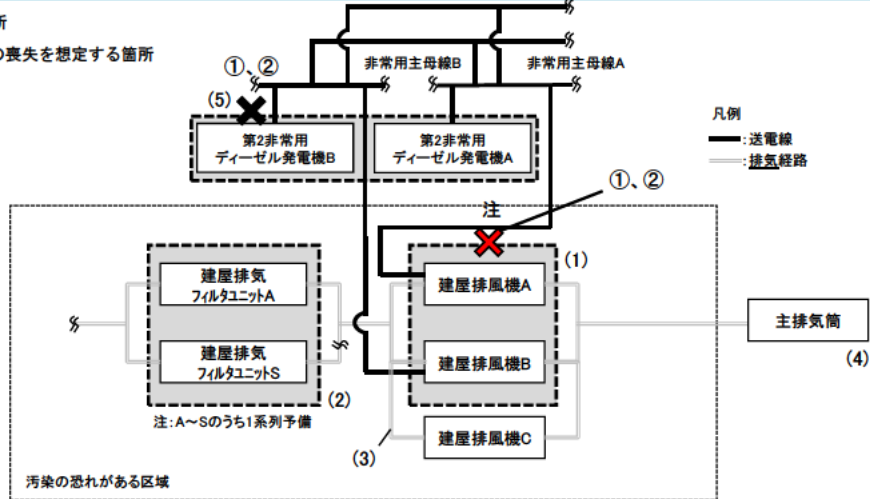 所
の喪失を想定する箇所
①、②
非常用主母線B
非常用主母線A
(5)
第2非常用
ディーゼル発電機B
第2非常用
ディーゼル発電機A
凡例
:送電線
:排気経路
①、②
注
(1)
建屋排気
フィルタユニットA
建屋排風機A
主排気筒
(4)
建屋排気
フィルタユニットS
建屋排風機B
(2)
注:A~Sのうち1系列予備
建屋排風機C
(3)
汚染の恐れがある区域